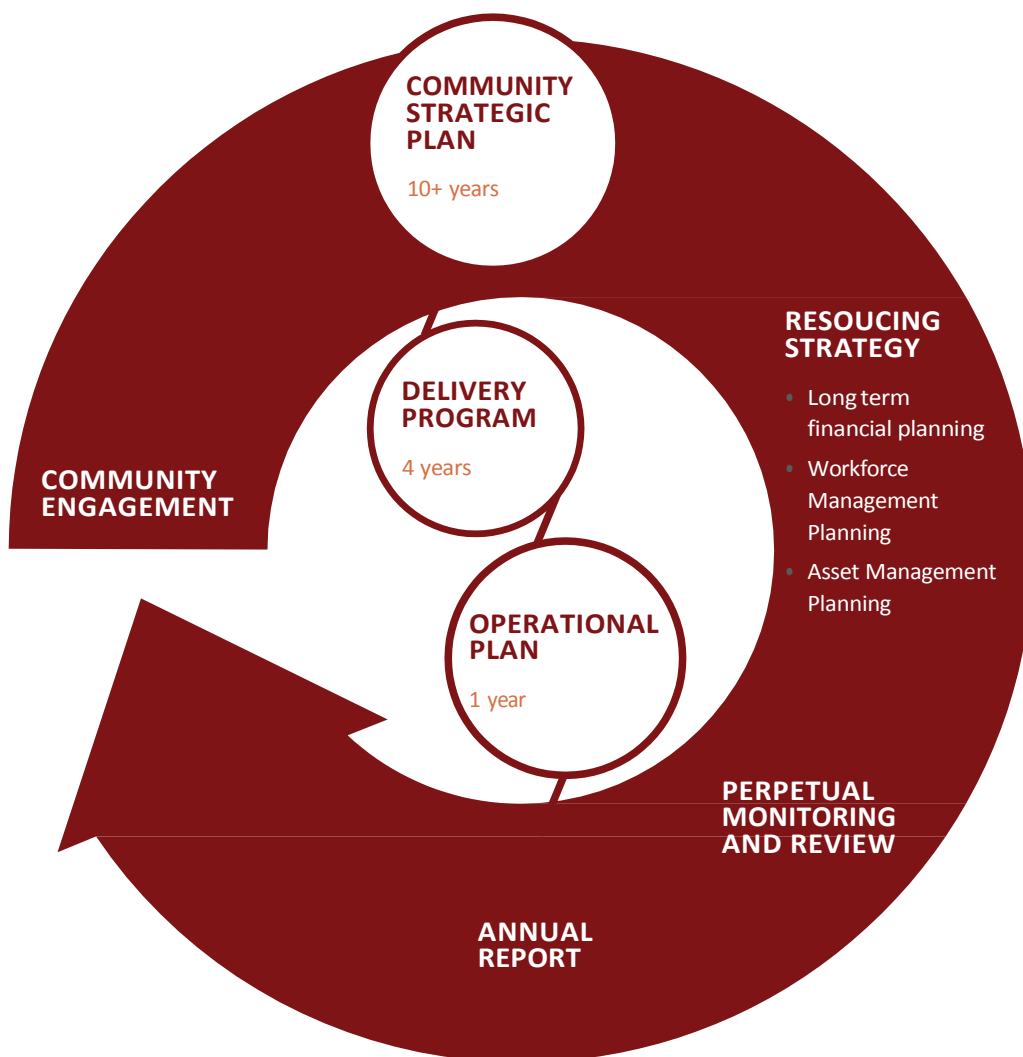 COMMUNITY
STRATEGIC
PLAN
10+ years
RESOUCING
STRATEGY
• Long term
financial planning
• Workforce
Management
Planning
• Asset Management
Planning
DELIVERY
PROGRAM
4 years
COMMUNITY
ENGAGEMENT
OPERATIONAL
PLAN
1 year
PERPETUAL
MONITORING
AND REVIEW
ANNUAL
REPORT